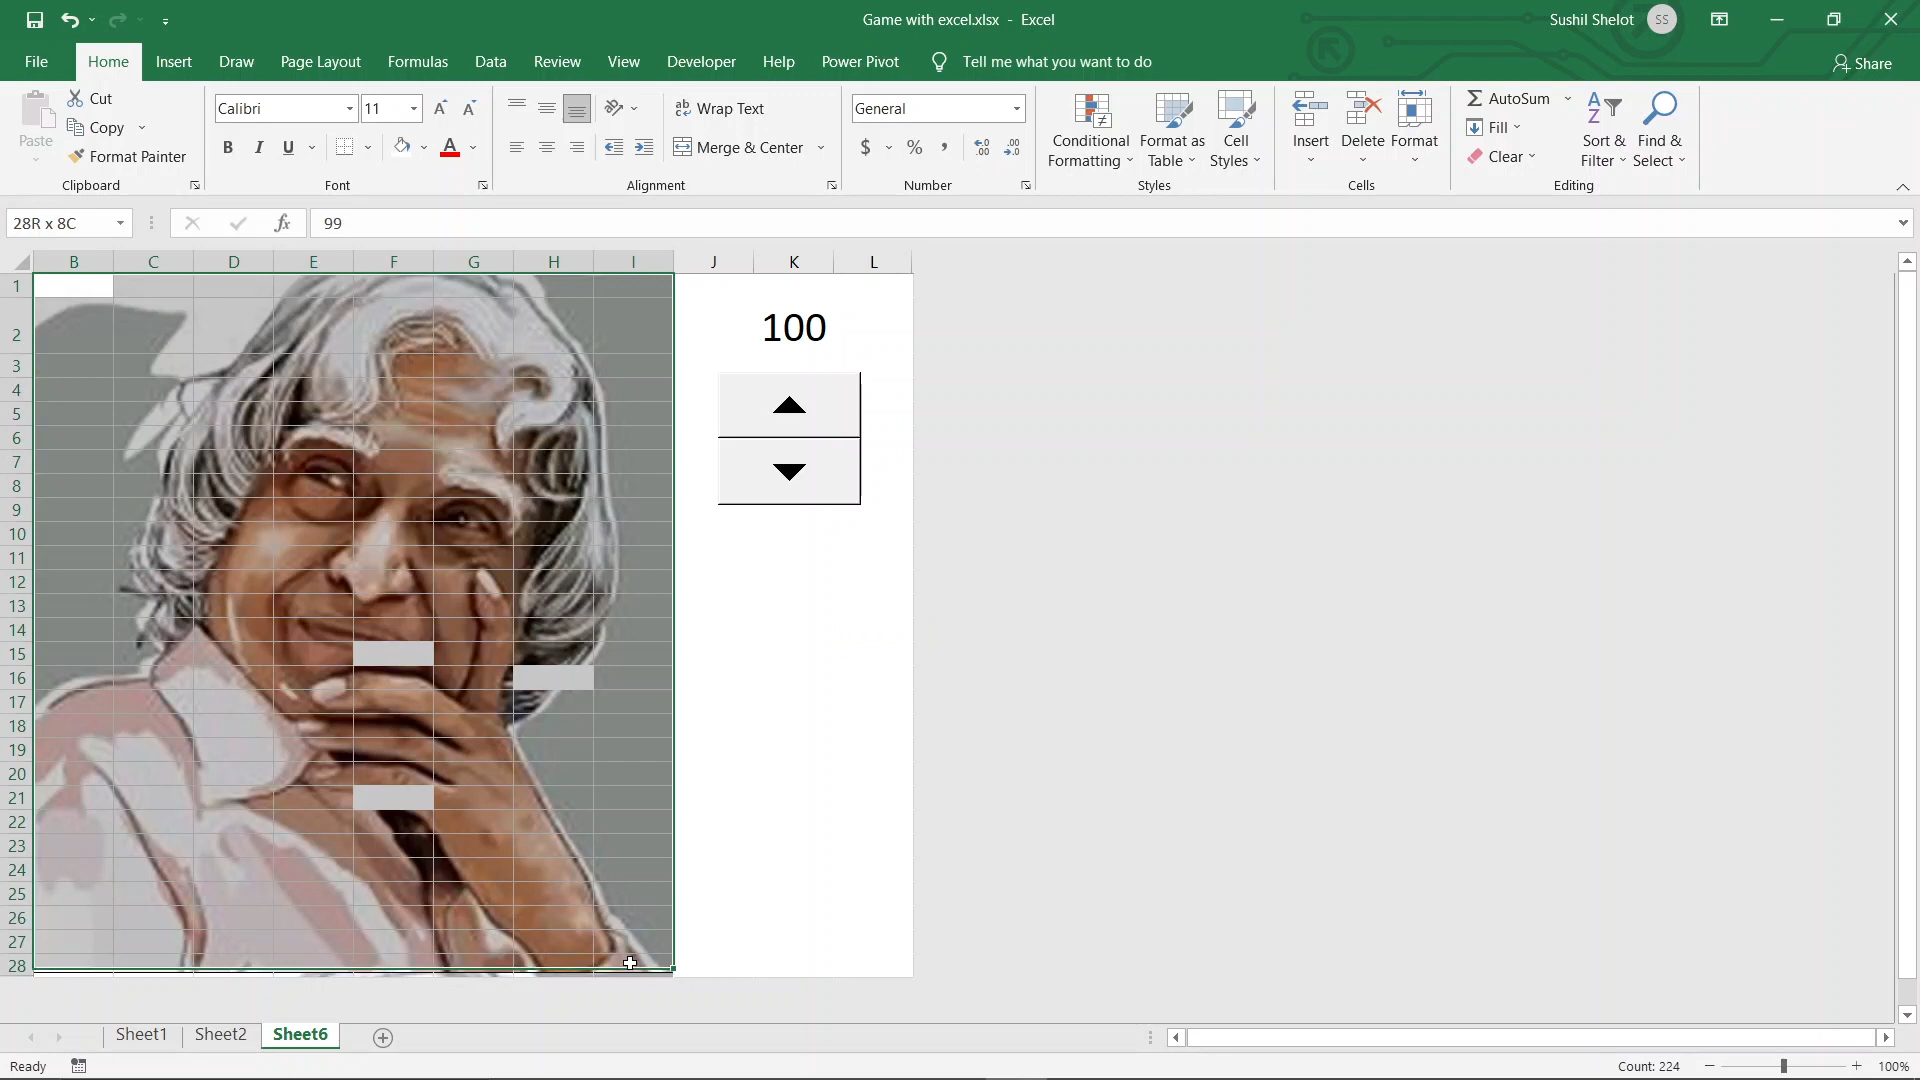 Game with excel.xlsx - Excel
Sushil Shelot SS
File Home Insert Draw Page Layout Formulas Data Review View Developer Help Power Pivot Tell me what you want to do Share
Paste
Cut
Copy
Format Painter
Clipboard
Calibri 11
B I U
Font
ab Wrap Text
Merge & Center
Alignment
General
$ % ,
Number
Conditional Formatting
Format as Table
Cell Styles
Styles
Insert Delete Format
Cells
AutoSum
Fill
Clear
Sort & Filter
Find & Select
Editing
28R x 8C fx 99
B C D E F G H I J K L
1
2
3
4
5
6
7
8
9
10
11
12
13
14
15
16
17
18
19
20
21
22
23
24
25
26
27
28
100
Sheet1 Sheet2 Sheet6
Ready Count: 224 100%